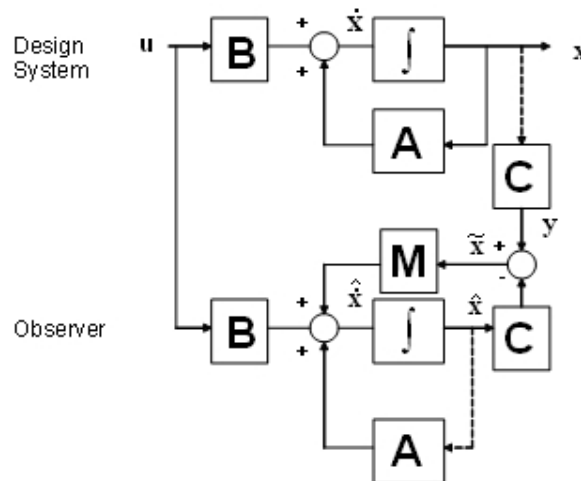 Design System
u
B
+
+
ẋ
∫
x
A
C
y
x̃
+
-
M
Observer
B
+
+
x̂̇
∫
x̂
C
A